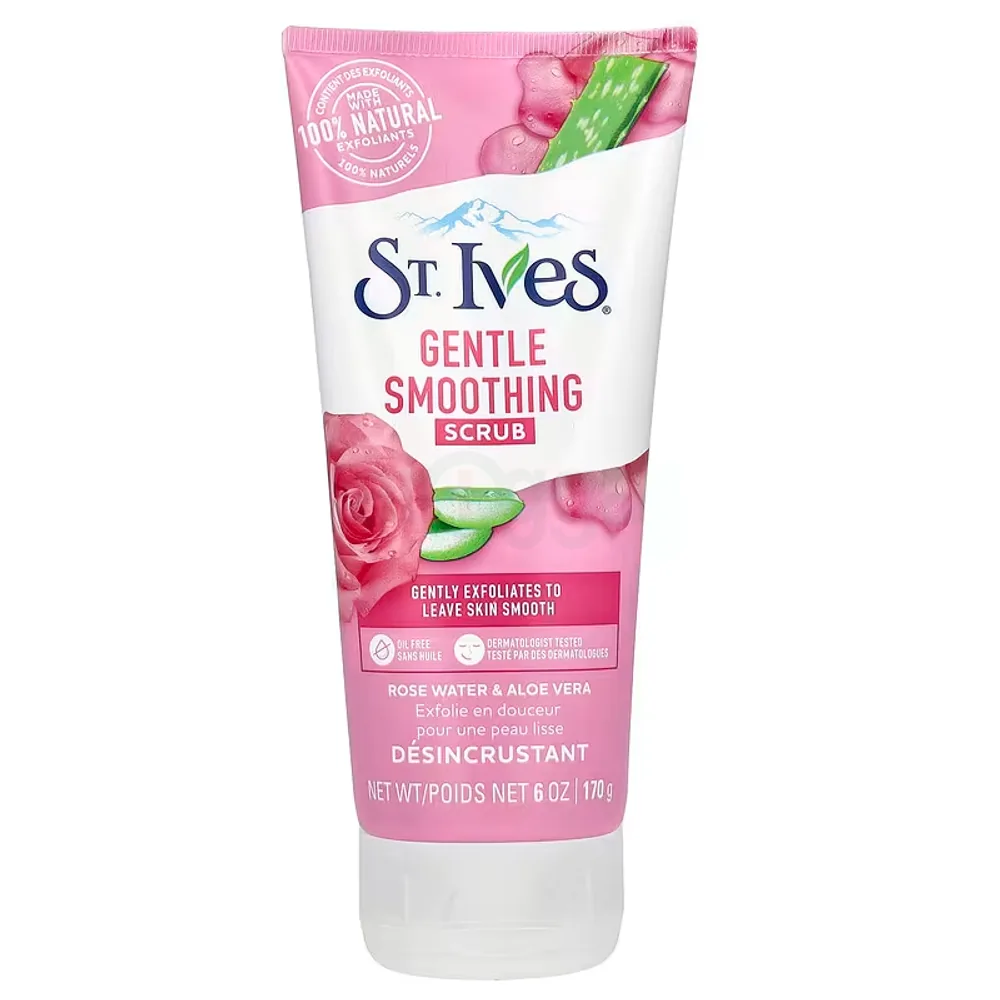 CONTIENT DES EXFOLIANTS
MADE
WITH
100% NATURAL
EXFOLIANTS
100% NATURELS
ST. IVES®
GENTLE
SMOOTHING
SCRUB
GENTLY EXFOLIATES TO
LEAVE SKIN SMOOTH
OIL FREE
SANS HUILE
DERMATOLOGIST TESTED
TESTÉ PAR DES DERMATOLOGUES
ROSE WATER & ALOE VERA
Exfolie en douceur
pour une peau lisse
DÉSINCRUSTANT
NET WT/POIDS NET 6 OZ | 170 g